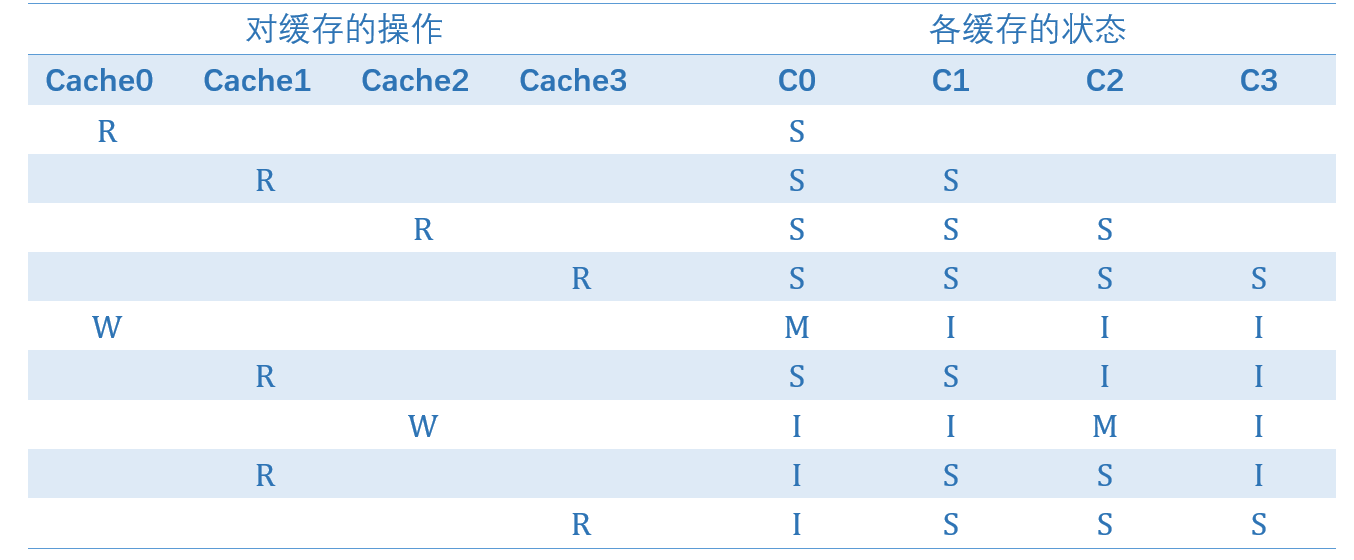 对缓存的操作 各缓存的状态
Cache0 Cache1 Cache2 Cache3 C0 C1 C2 C3
R S
R S S
R S S S
R S S S S
W M I I I
R S S I I
W I I M I
R I S S I
R I S S S